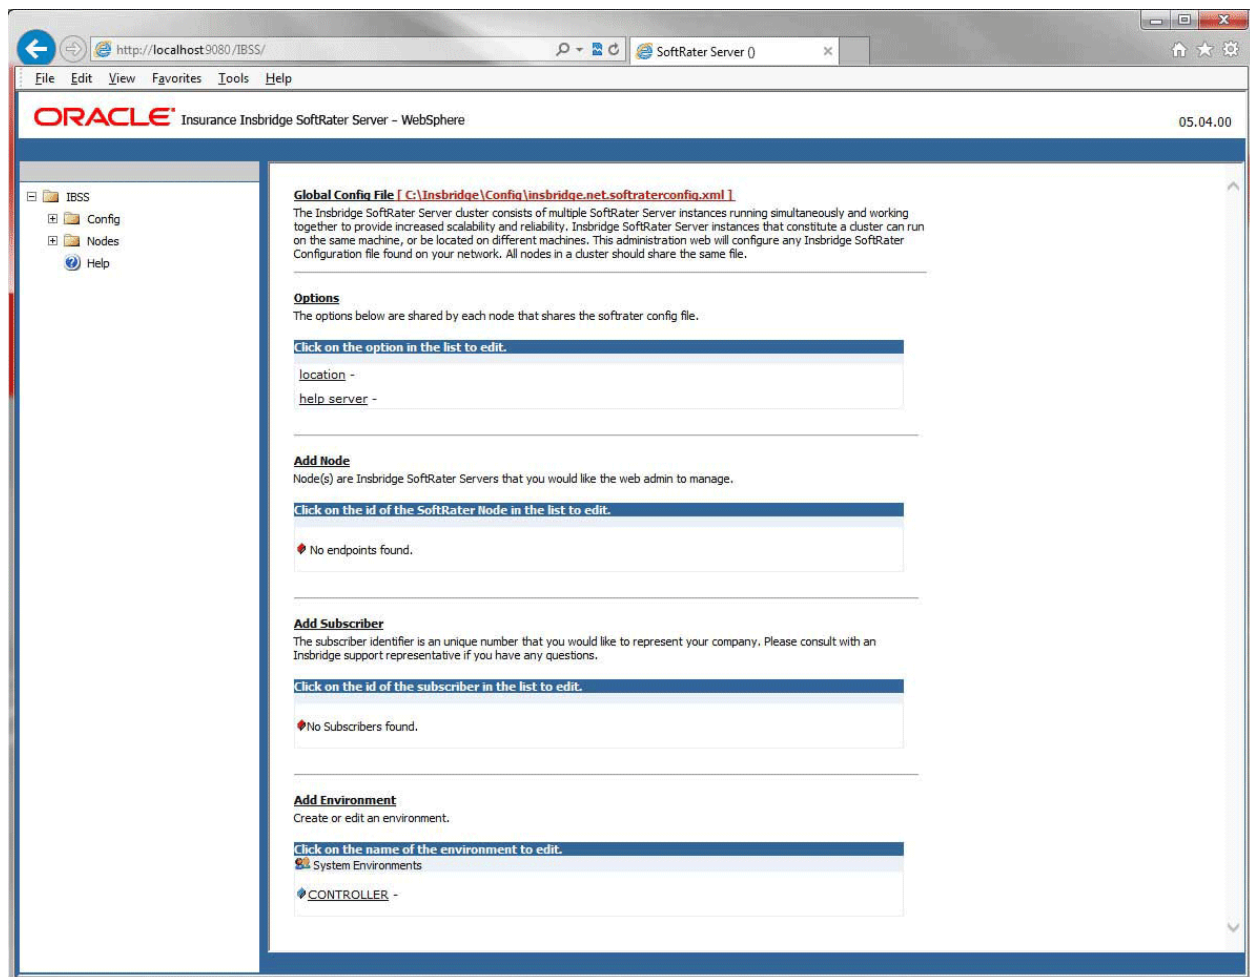 http://localhost:9080/IBSS/
SoftRater Server ()
File Edit View Favorites Tools Help
ORACLE Insurance Insbridge SoftRater Server - WebSphere
05.04.00
IBSS
Config
Nodes
Help
Global Config File [ C:\Insbridge\Config\insbridge.net.softraterconfig.xml ]
The Insbridge SoftRater Server cluster consists of multiple SoftRater Server instances running simultaneously and working
together to provide increased scalability and reliability. Insbridge SoftRater Server instances that constitute a cluster can run
on the same machine, or be located on different machines. This administration web will configure any Insbridge SoftRater
Configuration file found on your network. All nodes in a cluster should share the same file.
Options
The options below are shared by each node that shares the softrater config file.
Click on the option in the list to edit.
location -
help server -
Add Node
Node(s) are Insbridge SoftRater Servers that you would like the web admin to manage.
Click on the id of the SoftRater Node in the list to edit.
No endpoints found.
Add Subscriber
The subscriber identifier is an unique number that you would like to represent your company. Please consult with an
Insbridge support representative if you have any questions.
Click on the id of the subscriber in the list to edit.
No Subscribers found.
Add Environment
Create or edit an environment.
Click on the name of the environment to edit.
System Environments
CONTROLLER -